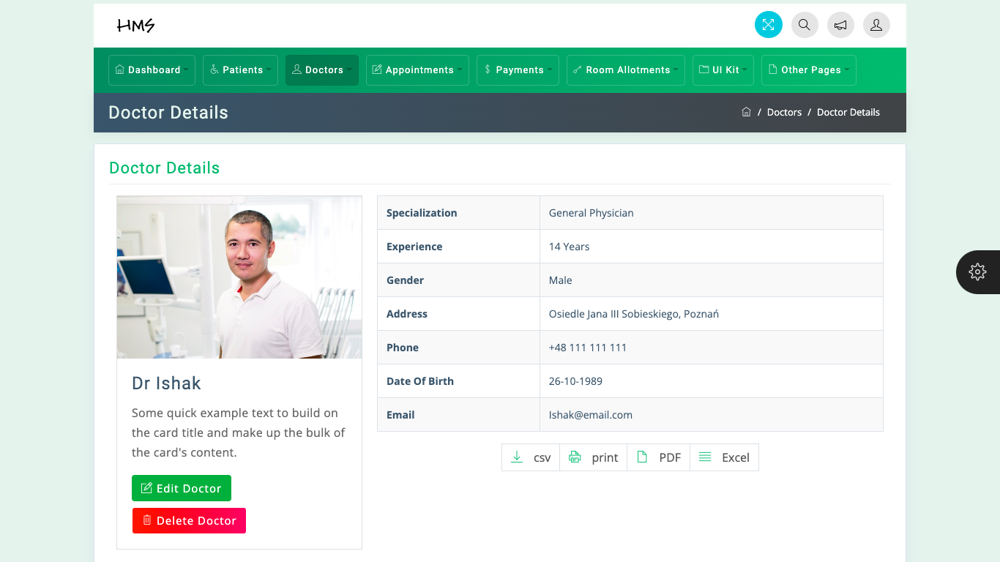 HMS
Dashboard Patients Doctors Appointments Payments Room Allotments UI Kit Other Pages
Doctor Details
/ Doctors / Doctor Details
Doctor Details
Specialization General Physician
Experience 14 Years
Gender Male
Address Osiedle Jana III Sobieskiego, Poznań
Phone +48 111 111 111
Date Of Birth 26-10-1989
Email Ishak@email.com
csv print PDF Excel
Dr Ishak
Some quick example text to build on
the card title and make up the bulk of
the card's content.
Edit Doctor
Delete Doctor